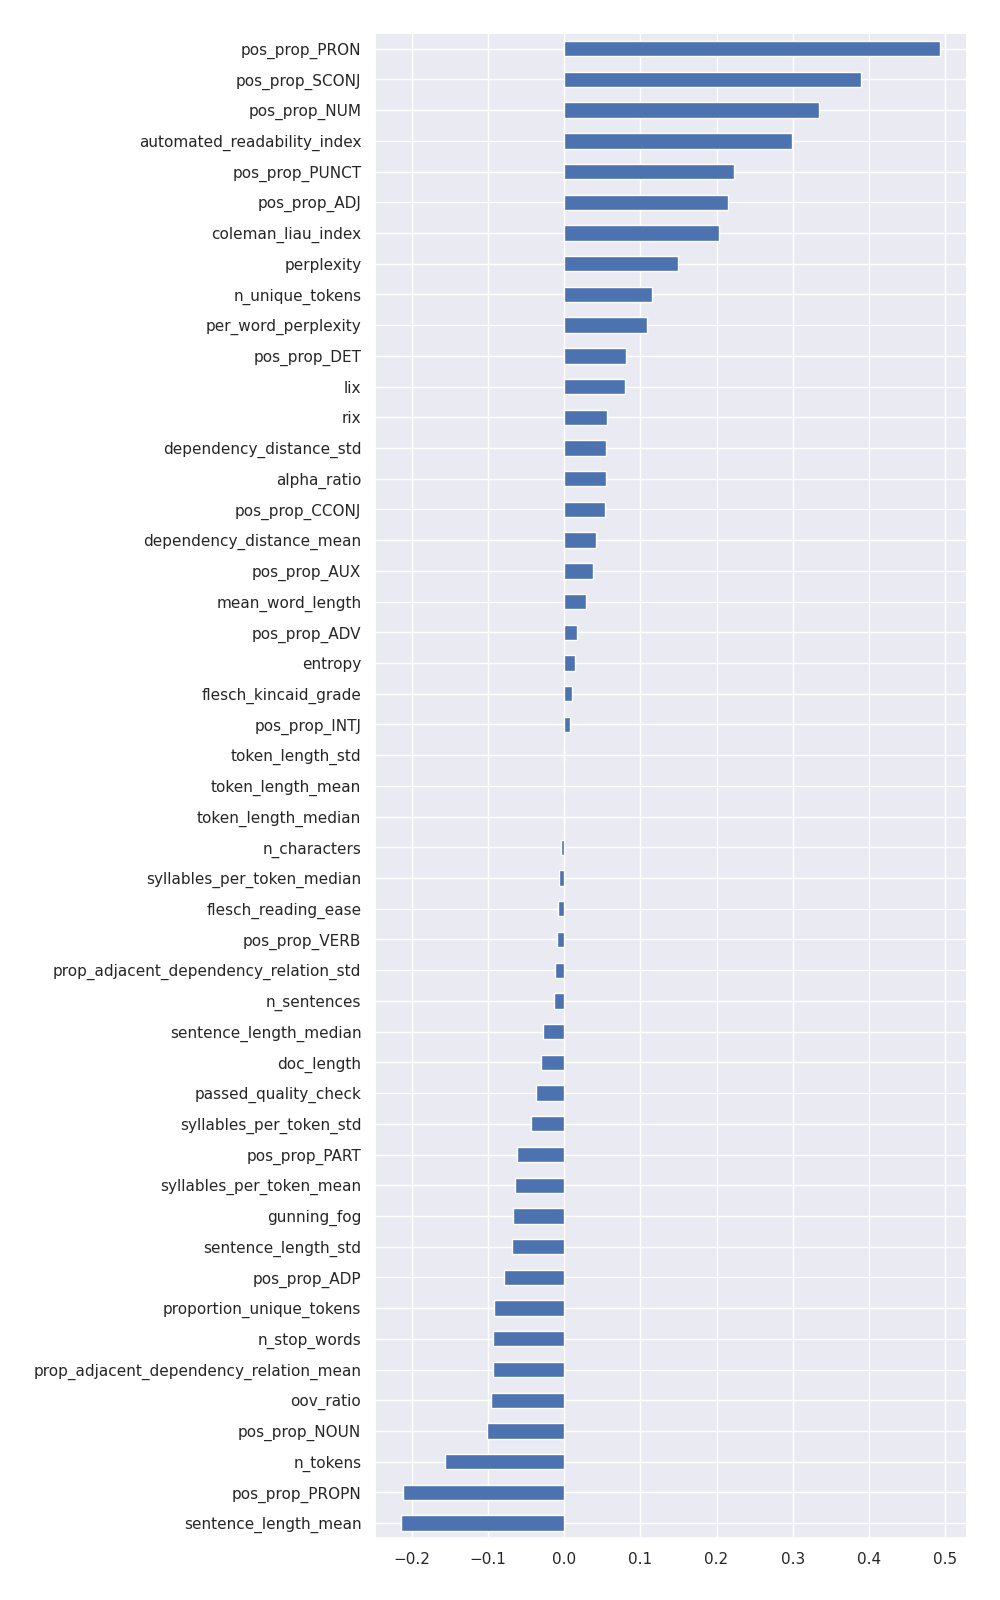 pos_prop_PRON
pos_prop_SCONJ
pos_prop_NUM
automated_readability_index
pos_prop_PUNCT
pos_prop_ADJ
coleman_liau_index
perplexity
n_unique_tokens
per_word_perplexity
pos_prop_DET
lix
rix
dependency_distance_std
alpha_ratio
pos_prop_CCONJ
dependency_distance_mean
pos_prop_AUX
mean_word_length
pos_prop_ADV
entropy
flesch_kincaid_grade
pos_prop_INTJ
token_length_std
token_length_mean
token_length_median
n_characters
syllables_per_token_median
flesch_reading_ease
pos_prop_VERB
prop_adjacent_dependency_relation_std
n_sentences
sentence_length_median
doc_length
passed_quality_check
syllables_per_token_std
pos_prop_PART
syllables_per_token_mean
gunning_fog
sentence_length_std
pos_prop_ADP
proportion_unique_tokens
n_stop_words
prop_adjacent_dependency_relation_mean
oov_ratio
pos_prop_NOUN
n_tokens
pos_prop_PROPN
sentence_length_mean
−0.2 −0.1 0.0 0.1 0.2 0.3 0.4 0.5